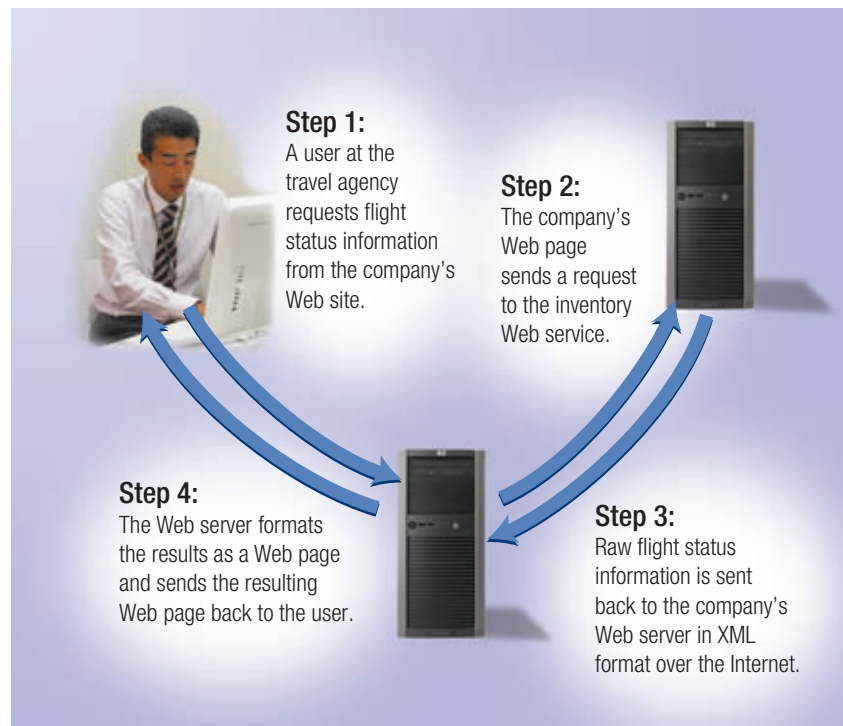 Step 1:
A user at the
travel agency
requests flight
status information
from the company's
Web site.
Step 2:
The company's
Web page
sends a request
to the inventory
Web service.
Step 3:
Raw flight status
information is sent
back to the company's
Web server in XML
format over the Internet.
Step 4:
The Web server formats
the results as a Web page
and sends the resulting
Web page back to the user.